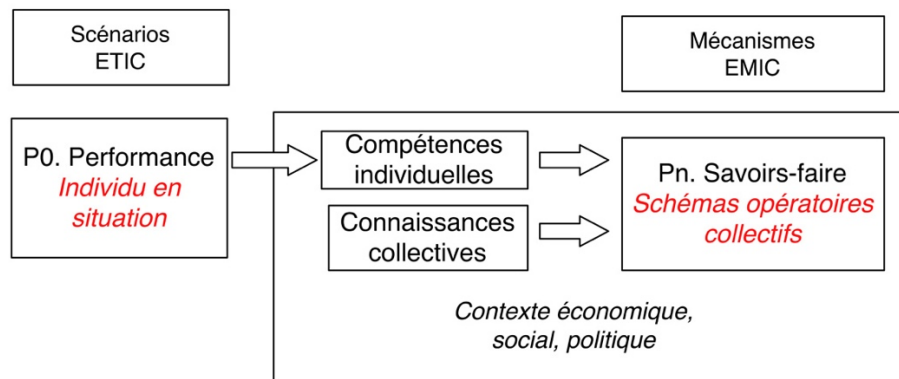 Scénarios
ETIC
Mécanismes
EMIC
P0. Performance
Individu en
situation
Compétences
individuelles
Connaissances
collectives
Pn. Savoirs-faire
Schémas opératoires
collectifs
Contexte économique,
social, politique